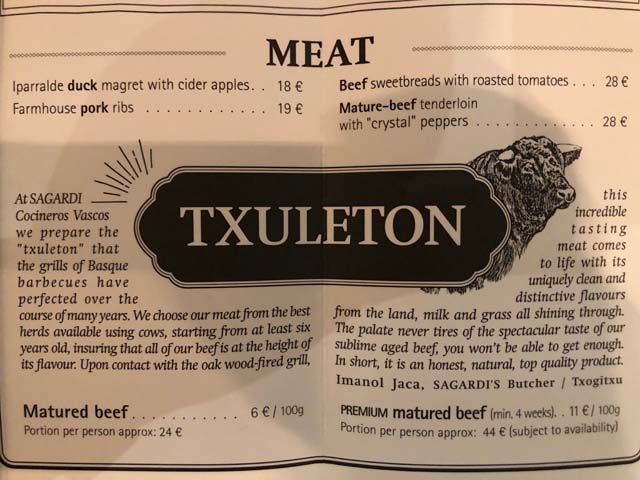 MEAT
Iparralde duck magret with cider apples. . 18 €
Farmhouse pork ribs . . . . . . . . . . . . 19 €
Beef sweetbreads with roasted tomatoes . . . 28 €
Mature-beef tenderloin
with "crystal" peppers . . . . . . . . . . . . . 28 €
TXULETON
At SAGARDI
Cocineros Vascos
we prepare the
"txuleton" that
the grills of Basque
barbecues have
perfected over the
course of many years. We choose our meat from the best
herds available using cows, starting from at least six
years old, insuring that all of our beef is at the height of
its flavour. Upon contact with the oak wood-fired grill,
this
incredible
tasting
meat comes
to life with its
uniquely clean and
distinctive flavours
from the land, milk and grass all shining through.
The palate never tires of the spectacular taste of our
sublime aged beef, you won't be able to get enough.
In short, it is an honest, natural, top quality product.
Imanol Jaca, SAGARDI'S Butcher / Txogitxu
Matured beef . . . . . . . . . . . 6 € / 100g
Portion per person approx: 24 €
PREMIUM matured beef (min. 4 weeks). . 11 € / 100g
Portion per person approx: 44 € (subject to availability)